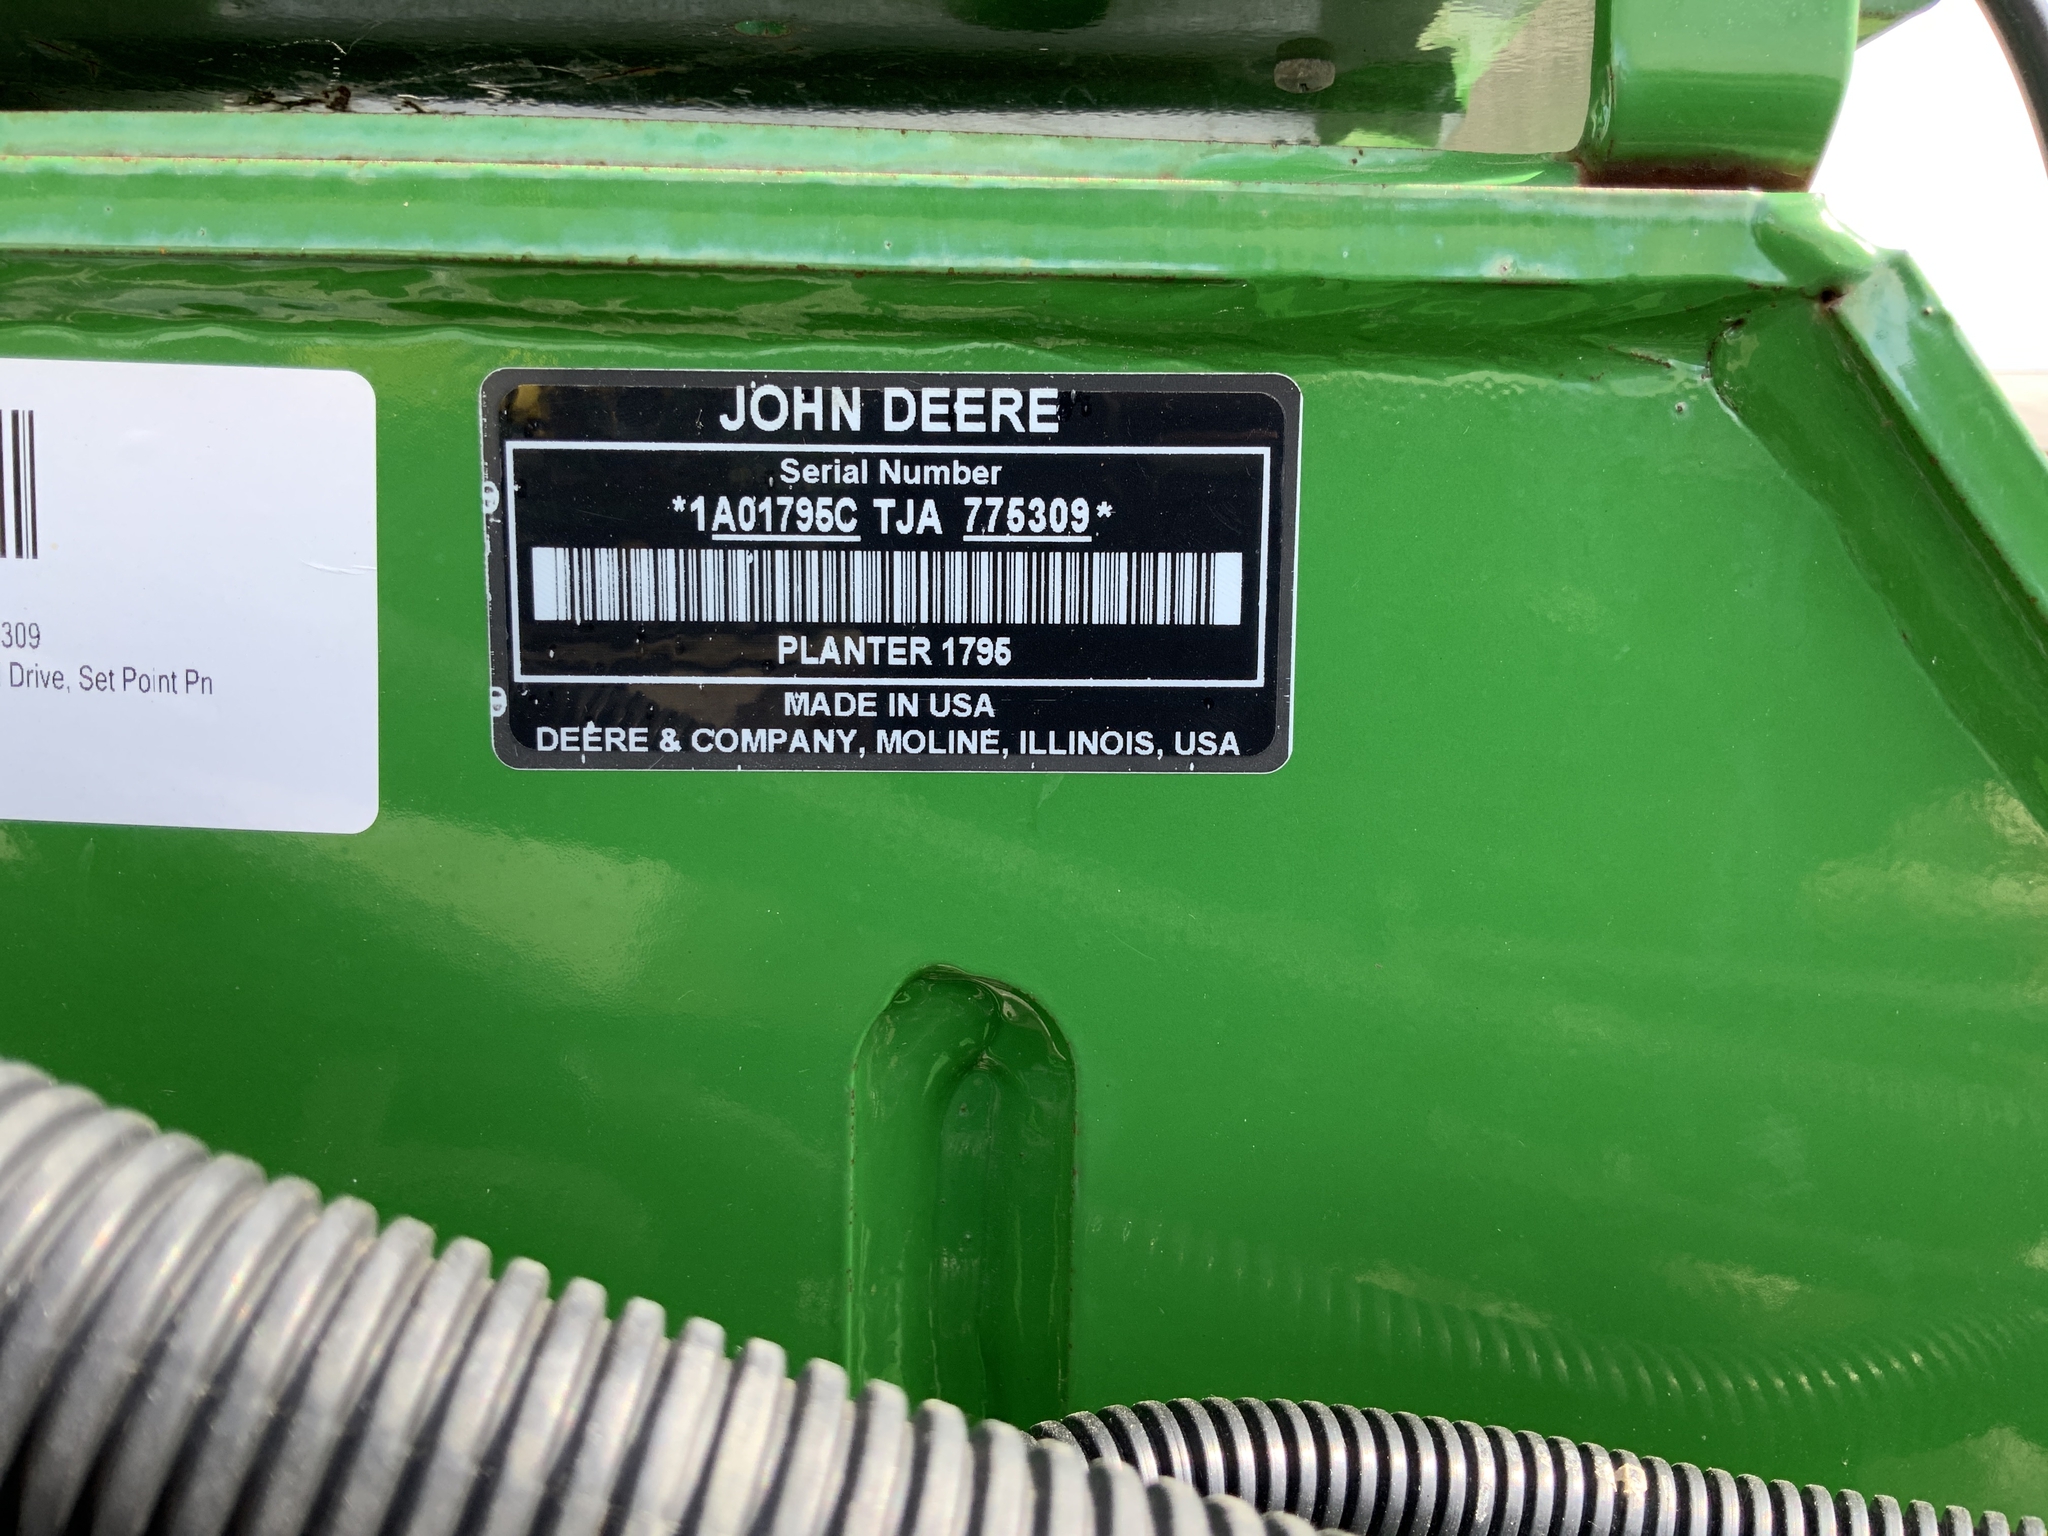 JOHN DEERE
Serial Number
*1A01795C TJA 775309*
PLANTER 1795
MADE IN USA
DEERE & COMPANY, MOLINE, ILLINOIS, USA
309
Drive, Set Point Pn